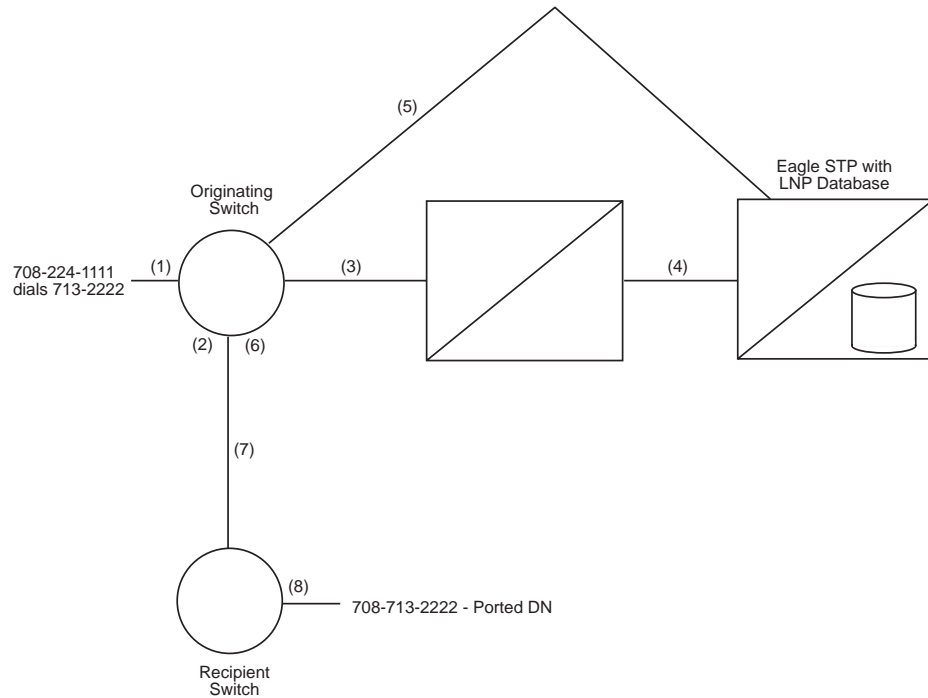 (5)
Eagle STP with
LNP Database
Originating
Switch
708-224-1111
dials 713-2222
(1)
(3)
(4)
(2)
(6)
(7)
(8)
708-713-2222 - Ported DN
Recipient
Switch